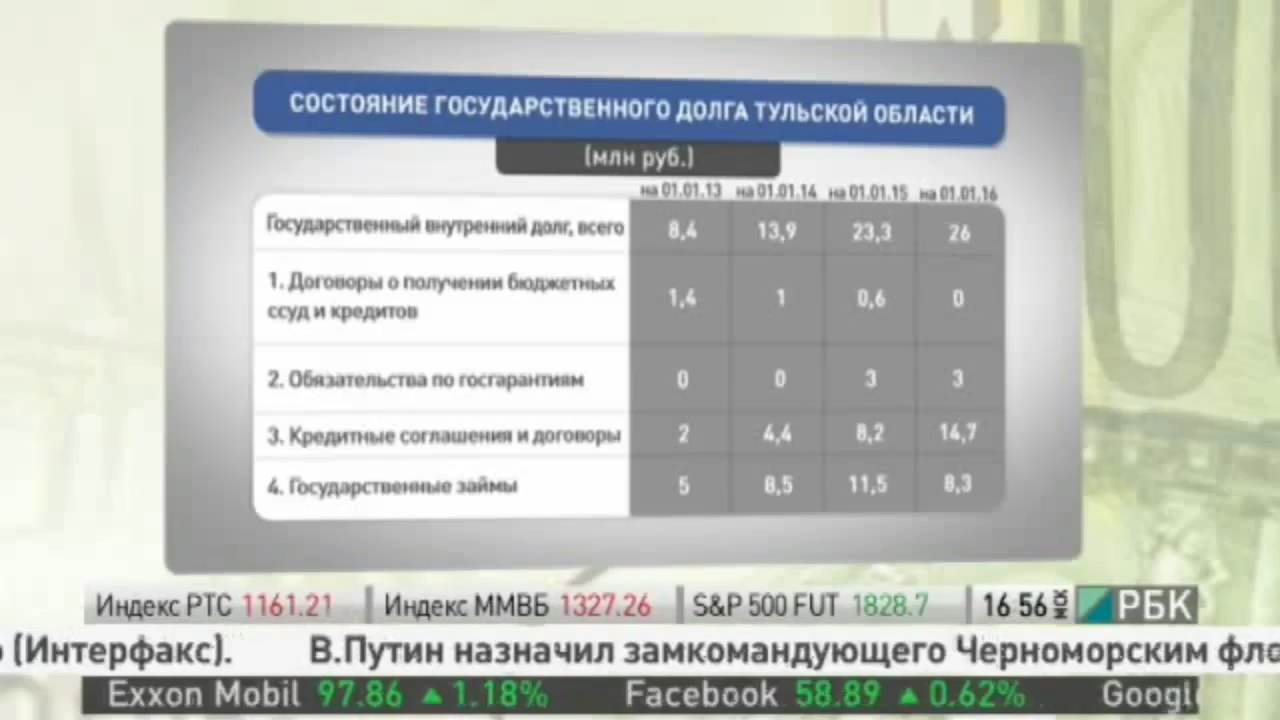 СОСТОЯНИЕ ГОСУДАРСТВЕННОГО ДОЛГА ТУЛЬСКОЙ ОБЛАСТИ
(млн руб.)
на 01.01.13 на 01.01.14 на 01.01.15 на 01.01.16
Государственный внутренний долг, всего 8,4 13,9 23,3 26
1. Договоры о получении бюджетных
ссуд и кредитов 1,4 1 0,6 0
2. Обязательства по госгарантиям 0 0 3 3
3. Кредитные соглашения и договоры 2 4,4 8,2 14,7
4. Государственные займы 5 8,5 11,5 8,3
Индекс РТС 1161.21 Индекс ММВБ 1327.26 S&P 500 FUT 1828.7 16 56 МСК РБК
(Интерфакс). В.Путин назначил замкомандующего Черноморским
Exxon Mobil 97.86 ▲ 1.18% Facebook 58.89 ▲ 0.62% Googl